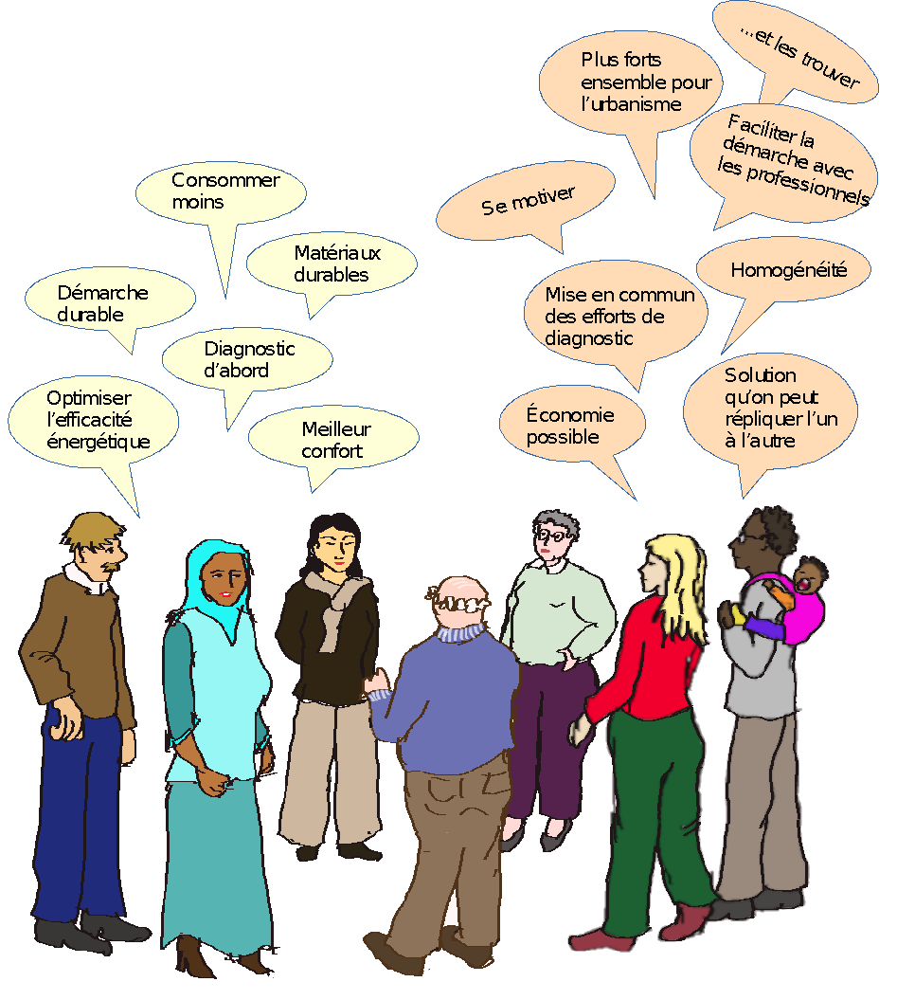 Consommer
moins
Matériaux
durables
Démarche
durable
Diagnostic
d'abord
Optimiser
l'efficacité
énergétique
Meilleur
confort
...et les trouver
Plus forts
ensemble pour
l'urbanisme
Faciliter la
démarche avec
les professionnels
Se motiver
Homogénéité
Mise en commun
des efforts de
diagnostic
Solution
qu'on peut
répliquer l'un
à l'autre
Économie
possible